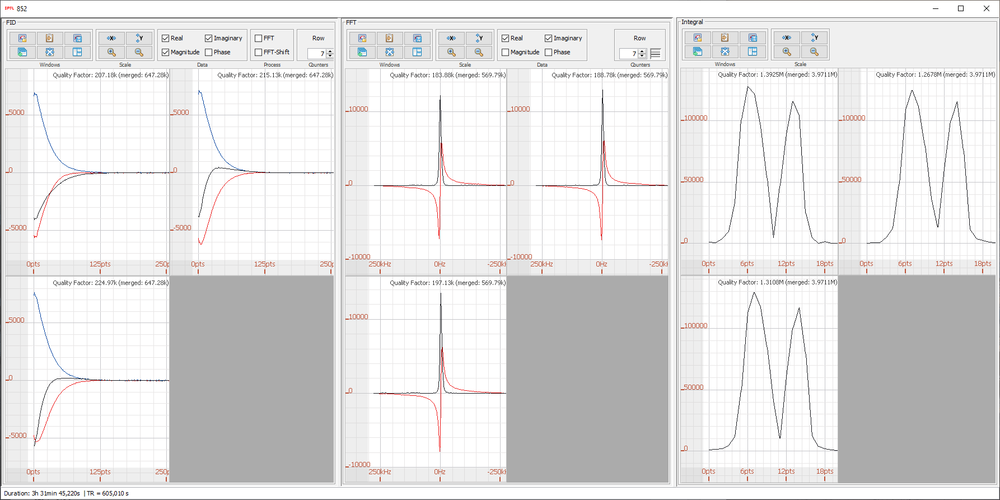 EPSL 852
FID
Real
Imaginary
Magnitude
Phase
FFT
FFT-Shift
Row
7
Windows
Scale
Data
Process
Counters
Quality Factor: 207.18k (merged: 647.28k)
5000
0
-5000
0pts 125pts 250p
Quality Factor: 215.13k (merged: 647.28k)
5000
0
-5000
0pts 125pts 250p
Quality Factor: 224.97k (merged: 647.28k)
5000
0
-5000
0pts 125pts 250p
FFT
Real
Imaginary
Magnitude
Phase
Row
7
Windows
Scale
Data
Counters
Quality Factor: 183.88k (merged: 569.79k)
10000
0
-10000
250kHz 0Hz -250kH
Quality Factor: 188.78k (merged: 569.79k)
10000
0
-10000
250kHz 0Hz -250kH
Quality Factor: 197.13k (merged: 569.79k)
10000
0
-10000
250kHz 0Hz -250kH
Integral
Windows
Scale
Quality Factor: 1.3925M (merged: 3.9711M)
100000
50000
0
0pts 6pts 12pts 18pts
Quality Factor: 1.2678M (merged: 3.9711M)
100000
50000
0
0pts 6pts 12pts 18pts
Quality Factor: 1.3108M (merged: 3.9711M)
100000
50000
0
0pts 6pts 12pts 18pts
Duration: 3h 31min 45,220s | TR = 605,010 s